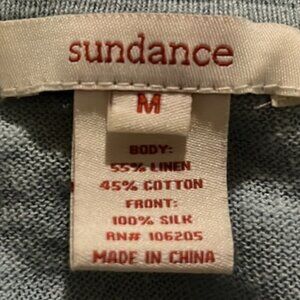 sundance
M
BODY:
55% LINEN
45% COTTON
FRONT:
100% SILK
RN# 106205
MADE IN CHINA